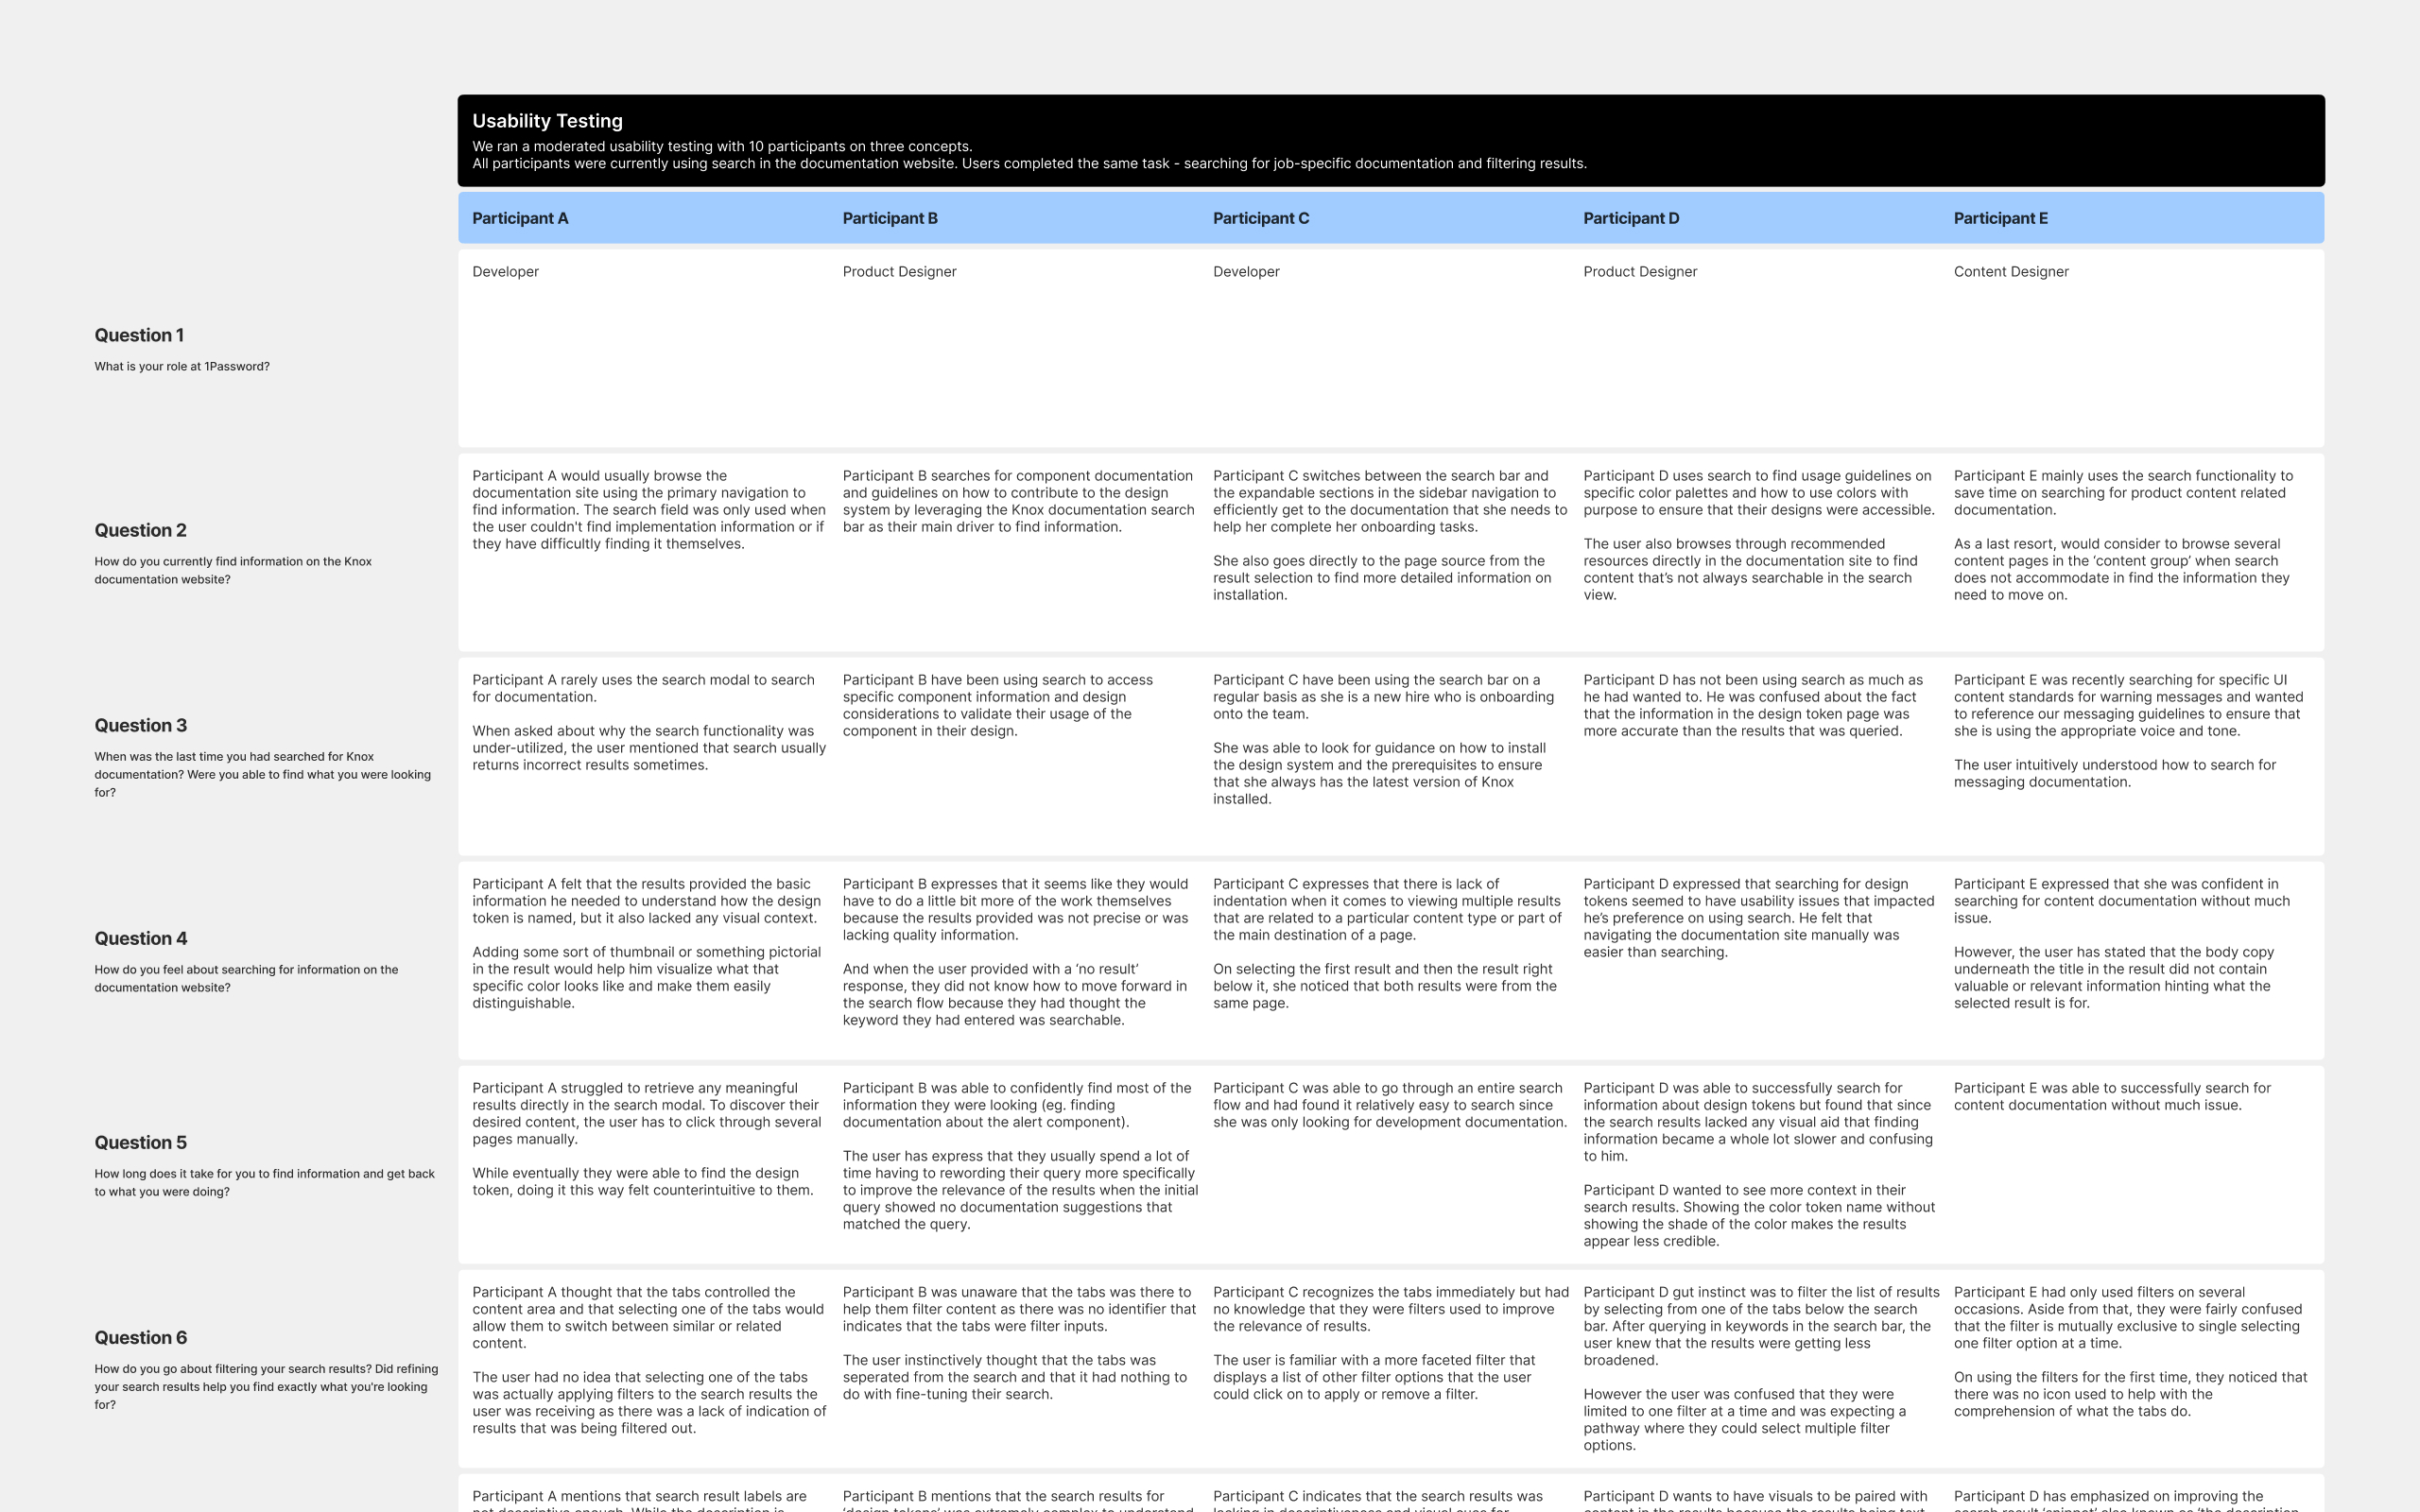 Usability Testing
We ran a moderated usability testing with 10 participants on three concepts.
All participants were currently using search in the documentation website. Users completed the same task - searching for job-specific documentation and filtering results.
Participant A
Participant B
Participant C
Participant D
Participant E
Question 1
What is your role at 1Password?
Developer
Product Designer
Developer
Product Designer
Content Designer
Question 2
How do you currently find information on the Knox
documentation website?
Participant A would usually browse the
documentation site using the primary navigation to
find information. The search field was only used when
the user couldn't find implementation information or if
they have difficultly finding it themselves.
Participant B searches for component documentation
and guidelines on how to contribute to the design
system by leveraging the Knox documentation search
bar as their main driver to find information.
Participant C switches between the search bar and
the expandable sections in the sidebar navigation to
efficiently get to the documentation that she needs to
help her complete her onboarding tasks.
She also goes directly to the page source from the
result selection to find more detailed information on
installation.
Participant D uses search to find usage guidelines on
specific color palettes and how to use colors with
purpose to ensure that their designs were accessible.
The user also browses through recommended
resources directly in the documentation site to find
content that's not always searchable in the search
view.
Participant E mainly uses the search functionality to
save time on searching for product content related
documentation.
As a last resort, would consider to browse several
content pages in the ‘content group’ when search
does not accommodate in find the information they
need to move on.
Question 3
When was the last time you had searched for Knox
documentation? Were you able to find what you were looking
for?
Participant A rarely uses the search modal to search
for documentation.
When asked about why the search functionality was
under-utilized, the user mentioned that search usually
returns incorrect results sometimes.
Participant B have been using search to access
specific component information and design
considerations to validate their usage of the
component in their design.
Participant C have been using the search bar on a
regular basis as she is a new hire who is onboarding
onto the team.
She was able to look for guidance on how to install
the design system and the prerequisites to ensure
that she always has the latest version of Knox
installed.
Participant D has not been using search as much as
he had wanted to. He was confused about the fact
that the information in the design token page was
more accurate than the results that was queried.
Participant E was recently searching for specific UI
content standards for warning messages and wanted
to reference our messaging guidelines to ensure that
she is using the appropriate voice and tone.
The user intuitively understood how to search for
messaging documentation.
Question 4
How do you feel about searching for information on the
documentation website?
Participant A felt that the results provided the basic
information he needed to understand how the design
token is named, but it also lacked any visual context.
Adding some sort of thumbnail or something pictorial
in the result would help him visualize what that
specific color looks like and make them easily
distinguishable.
Participant B expresses that it seems like they would
have to do a little bit more of the work themselves
because the results provided was not precise or was
lacking quality information.
And when the user provided with a ‘no result’
response, they did not know how to move forward in
the search flow because they had thought the
keyword they had entered was searchable.
Participant C expresses that there is lack of
indentation when it comes to viewing multiple results
that are related to a particular content type or part of
the main destination of a page.
On selecting the first result and then the result right
below it, she noticed that both results were from the
same page.
Participant D expressed that searching for design
tokens seemed to have usability issues that impacted
he's preference on using search. He felt that
navigating the documentation site manually was
easier than searching.
Participant E expressed that she was confident in
searching for content documentation without much
issue.
However, the user has stated that the body copy
underneath the title in the result did not contain
valuable or relevant information hinting what the
selected result is for.
Question 5
How long does it take for you to find information and get back
to what you were doing?
Participant A struggled to retrieve any meaningful
results directly in the search modal. To discover their
desired content, the user has to click through several
pages manually.
While eventually they were able to find the design
token, doing it this way felt counterintuitive to them.
Participant B was able to confidently find most of the
information they were looking (eg. finding
documentation about the alert component).
The user has express that they usually spend a lot of
time having to rewording their query more specifically
to improve the relevance of the results when the initial
query showed no documentation suggestions that
matched the query.
Participant C was able to go through an entire search
flow and had found it relatively easy to search since
she was only looking for development documentation.
Participant D was able to successfully search for
information about design tokens but found that since
the search results lacked any visual aid that finding
information became a whole lot slower and confusing
to him.
Participant D wanted to see more context in their
search results. Showing the color token name without
showing the shade of the color makes the results
appear less credible.
Participant E was able to successfully search for
content documentation without much issue.
Question 6
How do you go about filtering your search results? Did refining
your search results help you find exactly what you're looking
for?
Participant A thought that the tabs controlled the
content area and that selecting one of the tabs would
allow them to switch between similar or related
content.
The user had no idea that selecting one of the tabs
was actually applying filters to the search results the
user was receiving as there was a lack of indication of
results that was being filtered out.
Participant B was unaware that the tabs was there to
help them filter content as there was no identifier that
indicates that the tabs were filter inputs.
The user instinctively thought that the tabs was
seperated from the search and that it had nothing to
do with fine-tuning their search.
Participant C recognizes the tabs immediately but had
no knowledge that they were filters used to improve
the relevance of results.
The user is familiar with a more faceted filter that
displays a list of other filter options that the user
could click on to apply or remove a filter.
Participant D gut instinct was to filter the list of results
by selecting from one of the tabs below the search
bar. After querying in keywords in the search bar, the
user knew that the results were getting less
broadened.
However the user was confused that they were
limited to one filter at a time and was expecting a
pathway where they could select multiple filter
options.
Participant E had only used filters on several
occasions. Aside from that, they were fairly confused
that the filter is mutually exclusive to single selecting
one filter option at a time.
On using the filters for the first time, they noticed that
there was no icon used to help with the
comprehension of what the tabs do.
Participant A mentions that search result labels are
Participant B mentions that the search results for
Participant C indicates that the search results was
Participant D wants to have visuals to be paired with
Participant D has emphasized on improving the